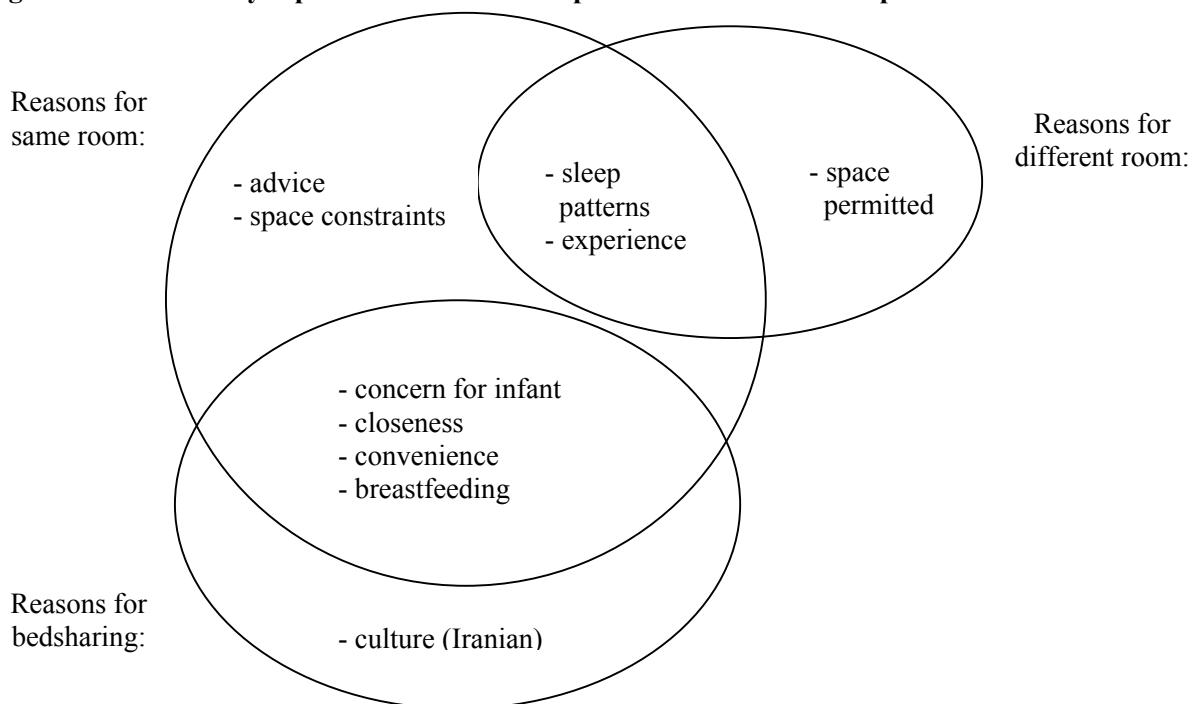 Reasons for
same room:
Reasons for
different room:
- advice
- space constraints
- sleep
patterns
- experience
- space
permitted
- concern for infant
- closeness
- convenience
- breastfeeding
Reasons for
bedsharing:
- culture (Iranian)